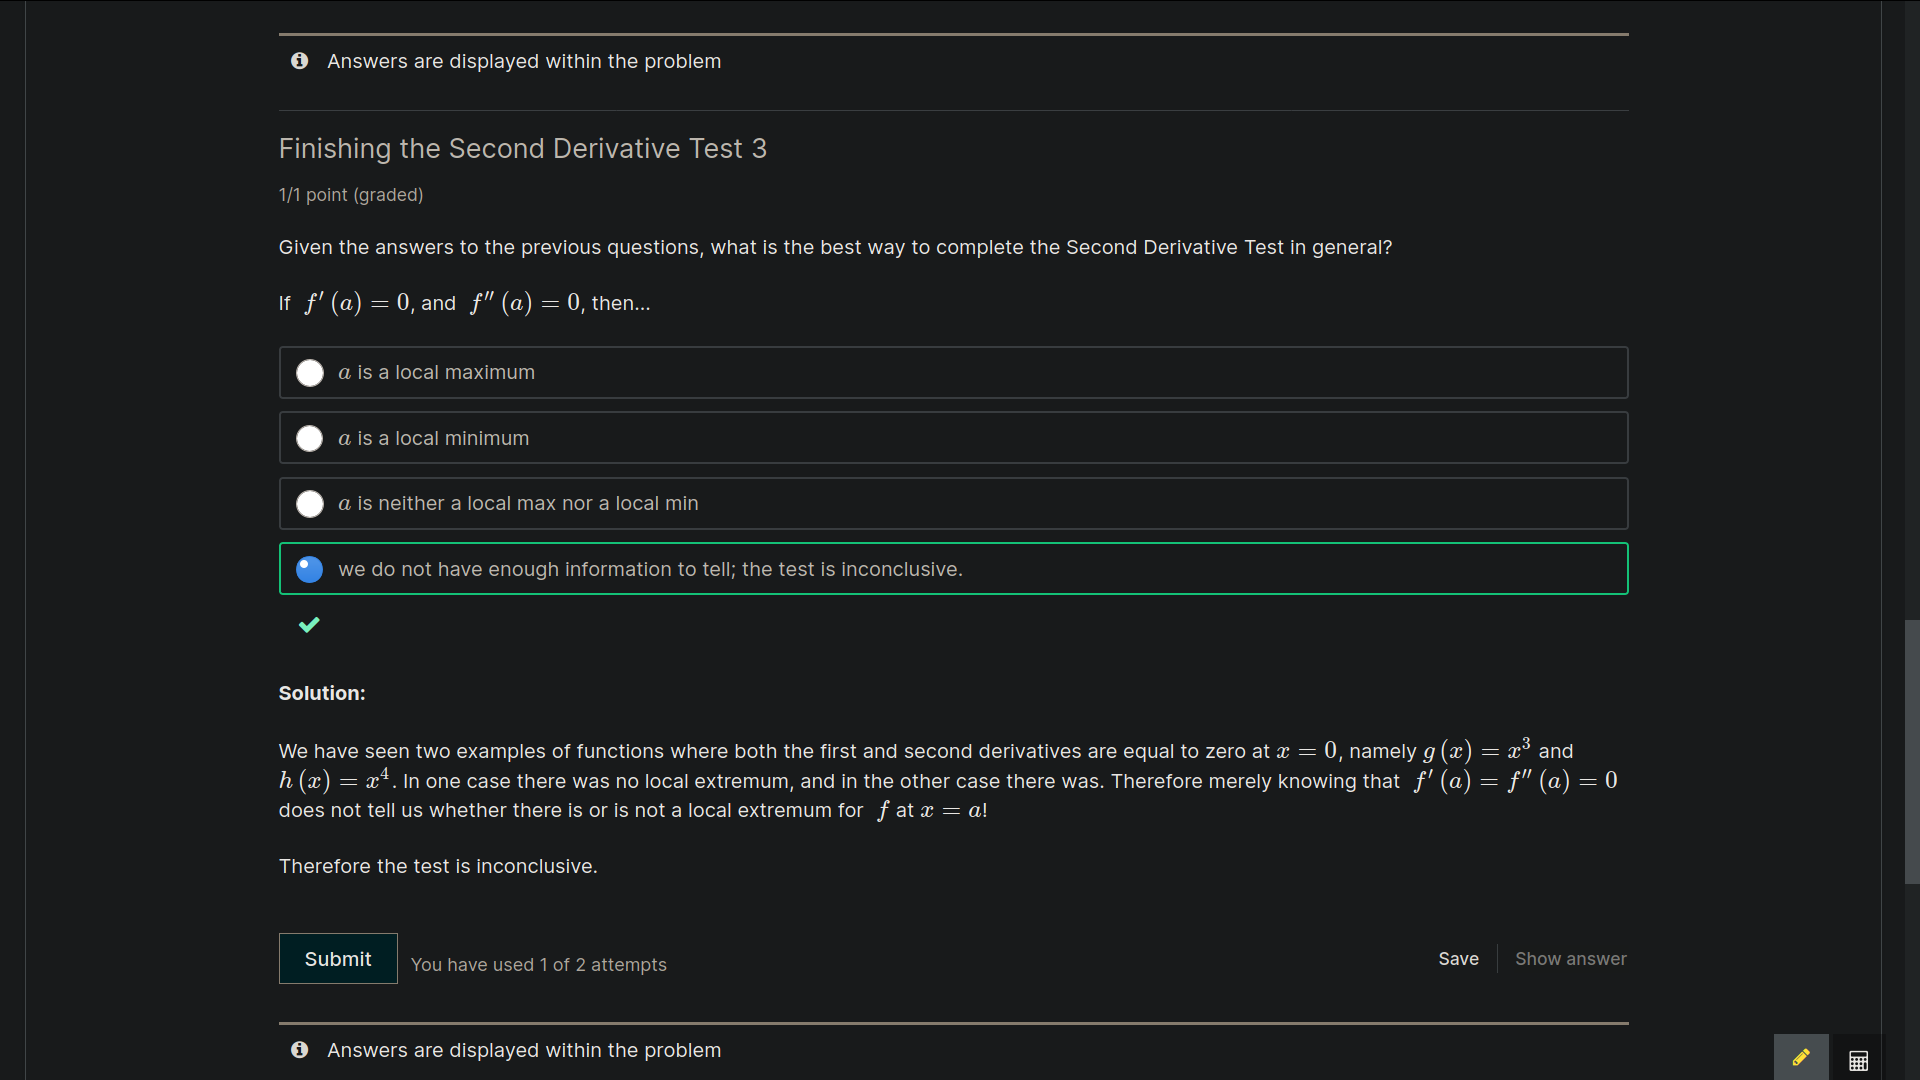 Answers are displayed within the problem
Finishing the Second Derivative Test 3
1/1 point (graded)
Given the answers to the previous questions, what is the best way to complete the Second Derivative Test in general?
If f′(a) = 0, and f″(a) = 0, then...
a is a local maximum
a is a local minimum
a is neither a local max nor a local min
we do not have enough information to tell; the test is inconclusive.
Solution:
We have seen two examples of functions where both the first and second derivatives are equal to zero at x = 0, namely g(x) = x³ and
h(x) = x⁴. In one case there was no local extremum, and in the other case there was. Therefore merely knowing that f′(a) = f″(a) = 0
does not tell us whether there is or is not a local extremum for f at x = a!
Therefore the test is inconclusive.
Submit You have used 1 of 2 attempts Save Show answer
Answers are displayed within the problem